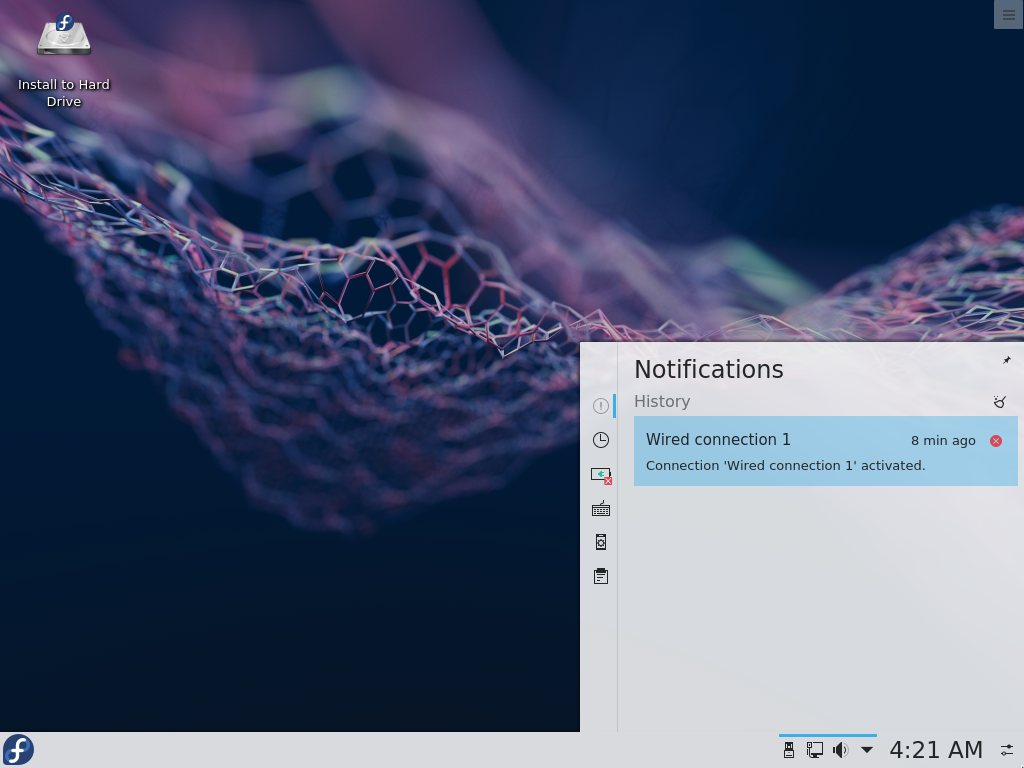 Install to Hard
Drive
Notifications
History
Wired connection 1
8 min ago
Connection 'Wired connection 1' activated.
4:21 AM